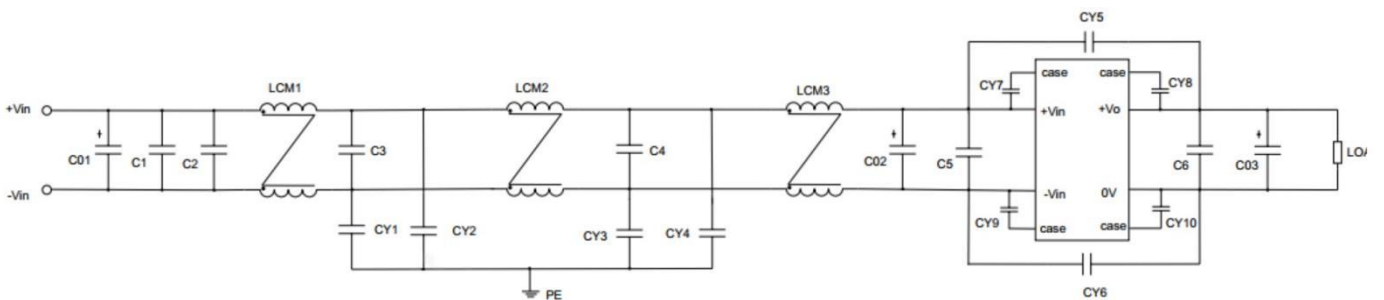 CY5
LCM1 LCM2 LCM3 CY7 case case CY8
+Vin +Vin +Vo
C01 C1 C2 C3 C4 C02 C5 C6 C03 LOA
-Vin -Vin 0V
CY1 CY2 CY3 CY4 CY9 case case CY10
PE CY6